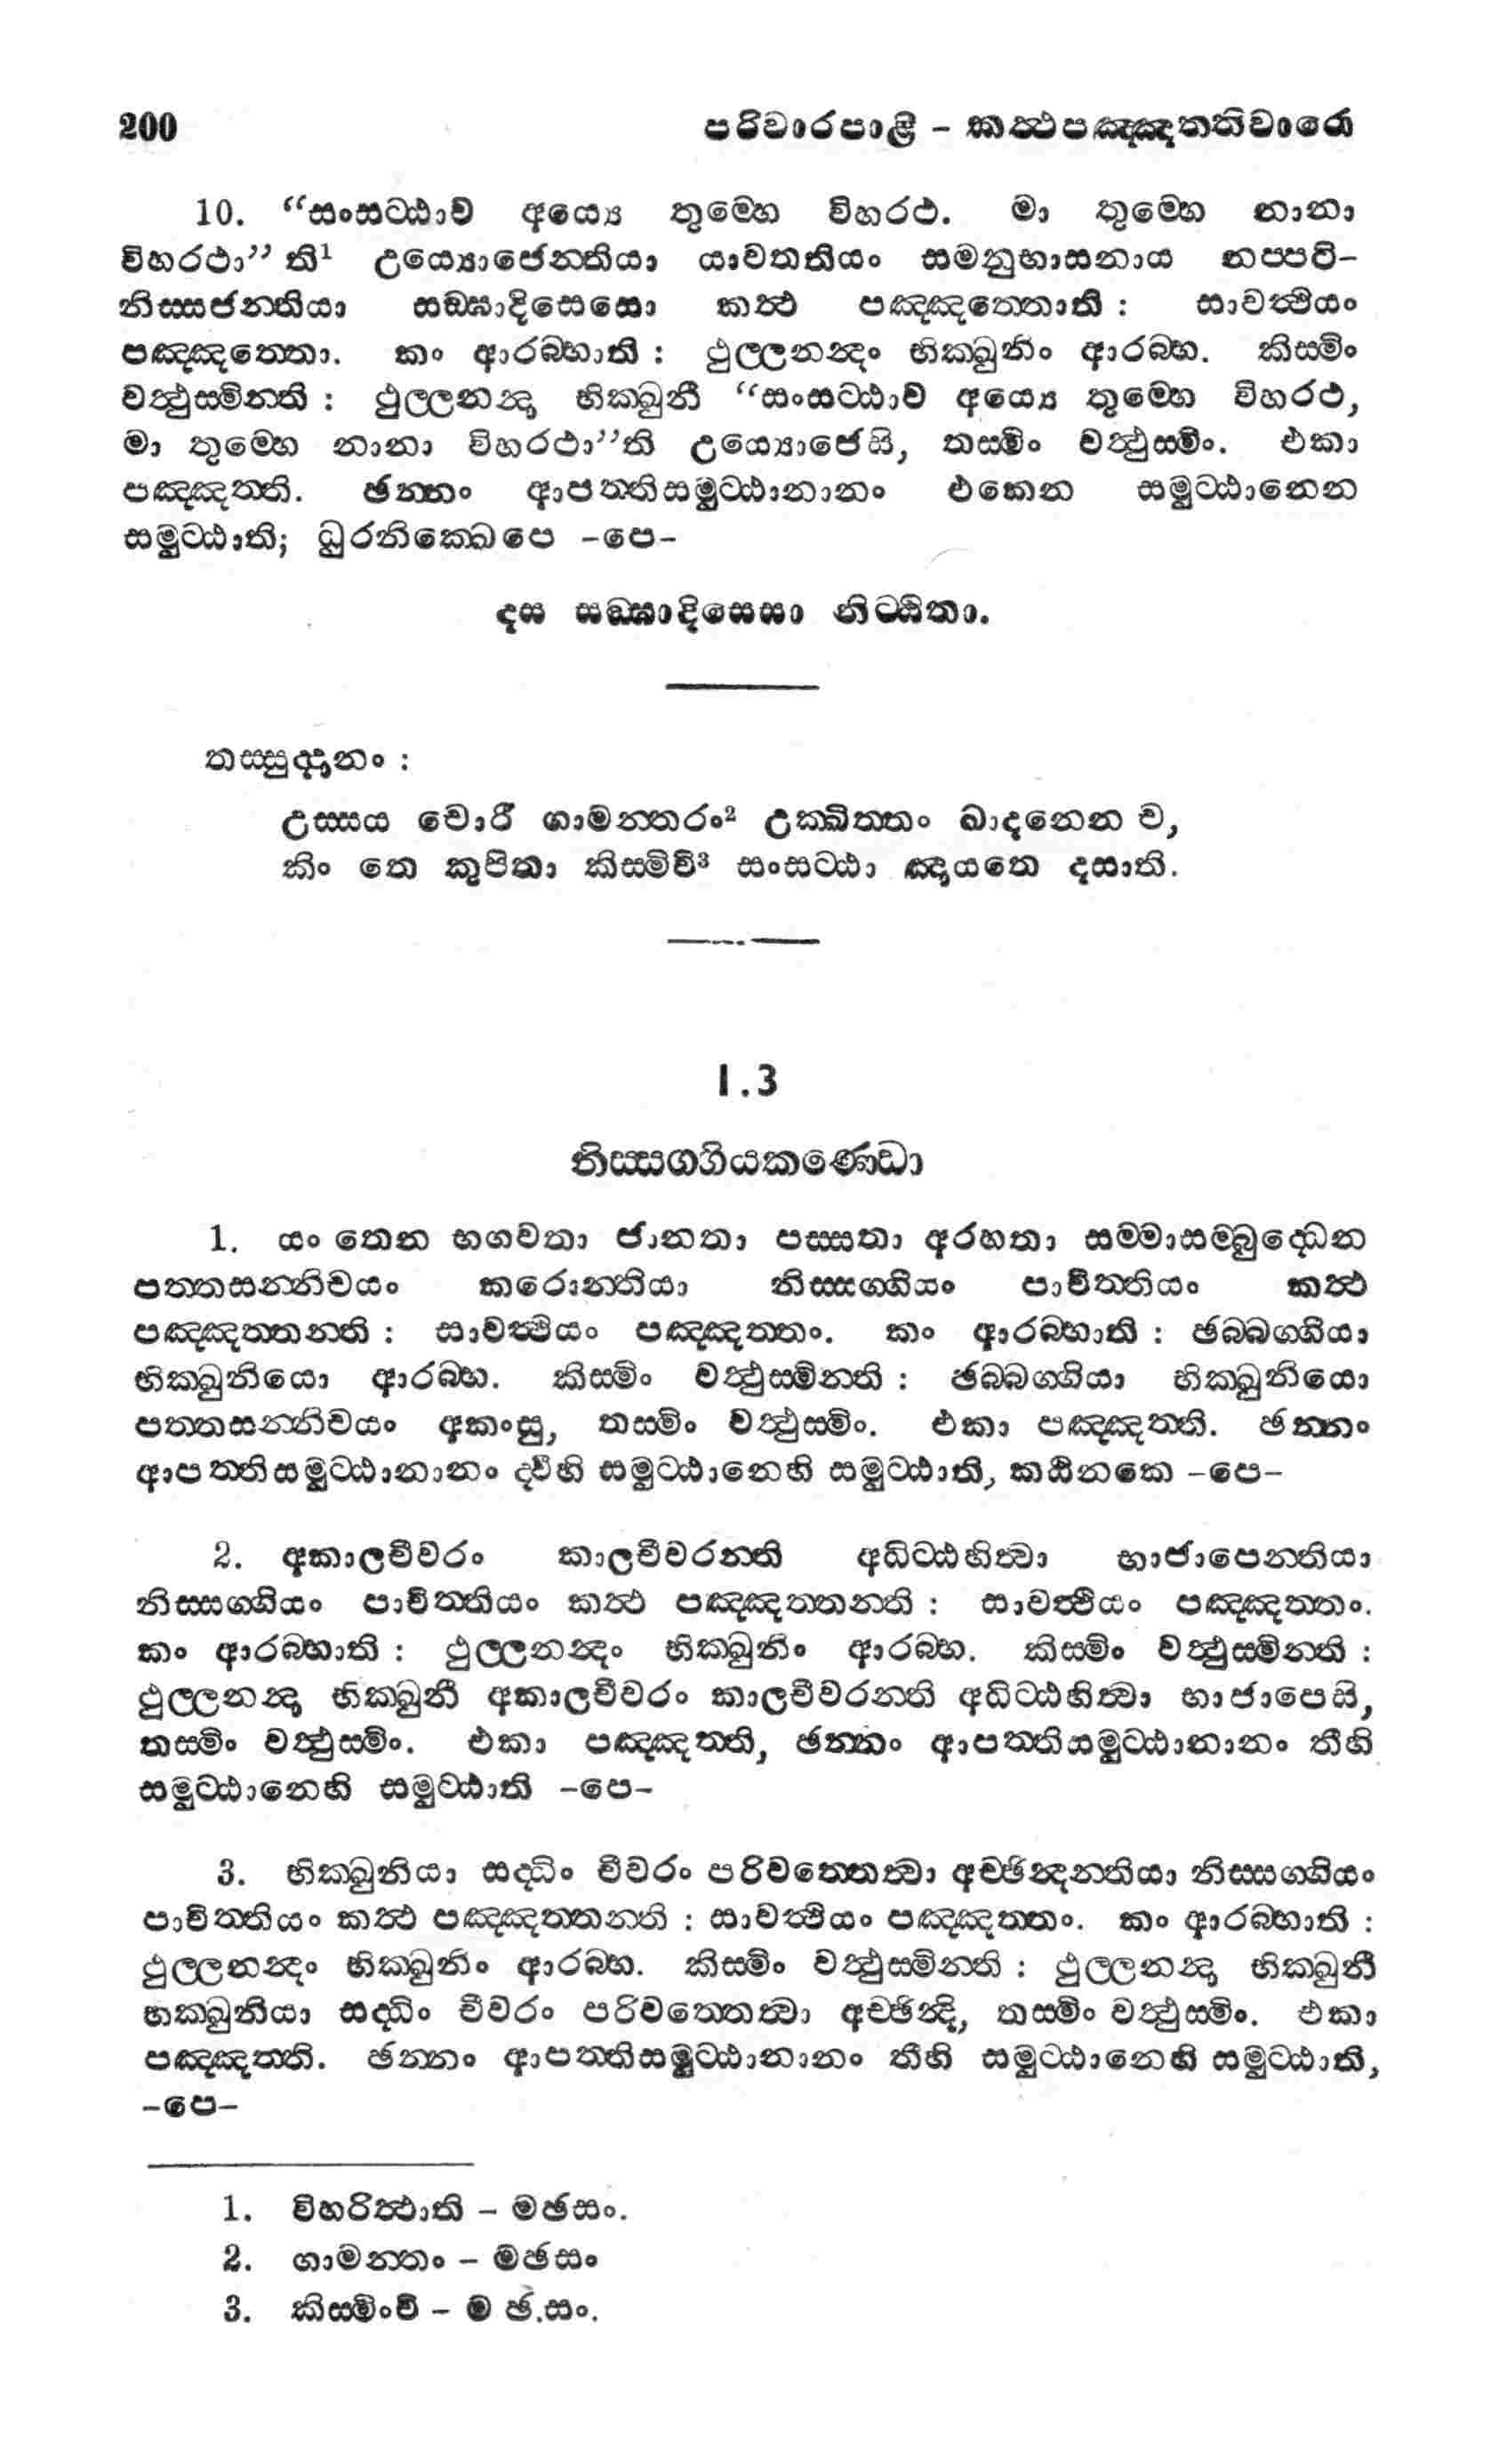 200 පරිවාරපාළි - කත්ථපඤ්ඤත්තිවාරො
10. “සංසට්ඨාව අය්‍යෙ තුම්හෙ විහරථ. මා තුම්හෙ නානා
විහරථා” ති¹ උය්‍යොජෙන්තියා යාවතතියං සමනුභාසනාය නප්පටි-
නිස්සජන්තියා සඞ්ඝාදිසෙසො කත්ථ පඤ්ඤත්තොති : සාවත්ථියං
පඤ්ඤත්තො. කං ආරබ්භාති : ථුල්ලනන්දං භික්ඛුනිං ආරබ්භ. කිස්මිං
වත්ථුස්මින්ති : ථුල්ලනන්දා භික්ඛුනී “සංසට්ඨාව අය්‍යෙ තුම්හෙ විහරථ,
මා තුම්හෙ නානා විහරථා”ති උය්‍යොජෙසි, තස්මිං වත්ථුස්මිං. එකා
පඤ්ඤත්ති. ඡන්නං ආපත්තිසමුට්ඨානානං එකෙන සමුට්ඨානෙන
සමුට්ඨාති; ධුරනික්ඛෙපෙ -පෙ-
දස සඞ්ඝාදිසෙසා නිට්ඨිතා.
තස්සුද්දානං :
උස්සය චොරී ගාමන්තරං² උක්ඛිත්තං ඛාදනෙන ච,
කිං තෙ කුපිතා කිස්මිචි³ සංසට්ඨා ඤායතෙ දසාති.
1.3
නිස්සග්ගියකණ්ඩො
1. යං තෙන භගවතා ජානතා පස්සතා අරහතා සම්මාසම්බුද්ධෙන
පත්තසන්නිචයං කරොන්තියා නිස්සග්ගියං පාචිත්තියං කත්ථ
පඤ්ඤත්තන්ති : සාවත්ථියං පඤ්ඤත්තං. කං ආරබ්භාති : ඡබ්බග්ගියා
භික්ඛුනියො ආරබ්භ. කිස්මිං වත්ථුස්මින්ති : ඡබ්බග්ගියා භික්ඛුනියො
පත්තසන්නිචයං අකංසු, තස්මිං වත්ථුස්මිං. එකා පඤ්ඤත්ති. ඡන්නං
ආපත්තිසමුට්ඨානානං ද්වීහි සමුට්ඨානෙහි සමුට්ඨාති, කඨිනකෙ -පෙ-
2. අකාලචීවරං කාලචීවරන්ති අධිට්ඨහිත්වා භාජාපෙන්තියා
නිස්සග්ගියං පාචිත්තියං කත්ථ පඤ්ඤත්තන්ති : සාවත්ථියං පඤ්ඤත්තං.
කං ආරබ්භාති : ථුල්ලනන්දං භික්ඛුනිං ආරබ්භ. කිස්මිං වත්ථුස්මින්ති :
ථුල්ලනන්දා භික්ඛුනී අකාලචීවරං කාලචීවරන්ති අධිට්ඨහිත්වා භාජාපෙසි,
තස්මිං වත්ථුස්මිං. එකා පඤ්ඤත්ති, ඡන්නං ආපත්තිසමුට්ඨානානං තීහි
සමුට්ඨානෙහි සමුට්ඨාති -පෙ-
3. භික්ඛුනියා සද්ධිං චීවරං පරිවත්තෙත්වා අච්ඡින්දන්තියා නිස්සග්ගියං
පාචිත්තියං කත්ථ පඤ්ඤත්තන්ති : සාවත්ථියං පඤ්ඤත්තං. කං ආරබ්භාති :
ථුල්ලනන්දං භික්ඛුනිං ආරබ්භ. කිස්මිං වත්ථුස්මින්ති : ථුල්ලනන්දා භික්ඛුනී
භක්ඛුනියා සද්ධිං චීවරං පරිවත්තෙත්වා අච්ඡින්දි, තස්මිං වත්ථුස්මිං. එකා
පඤ්ඤත්ති. ඡන්නං ආපත්තිසමුට්ඨානානං තීහි සමුට්ඨානෙහි සමුට්ඨාති,
-පෙ-
1. විහරිත්ථාති - මඡසං.
2. ගාමන්තං - මඡසං
3. කිස්මිංචි - මඡ.සං.